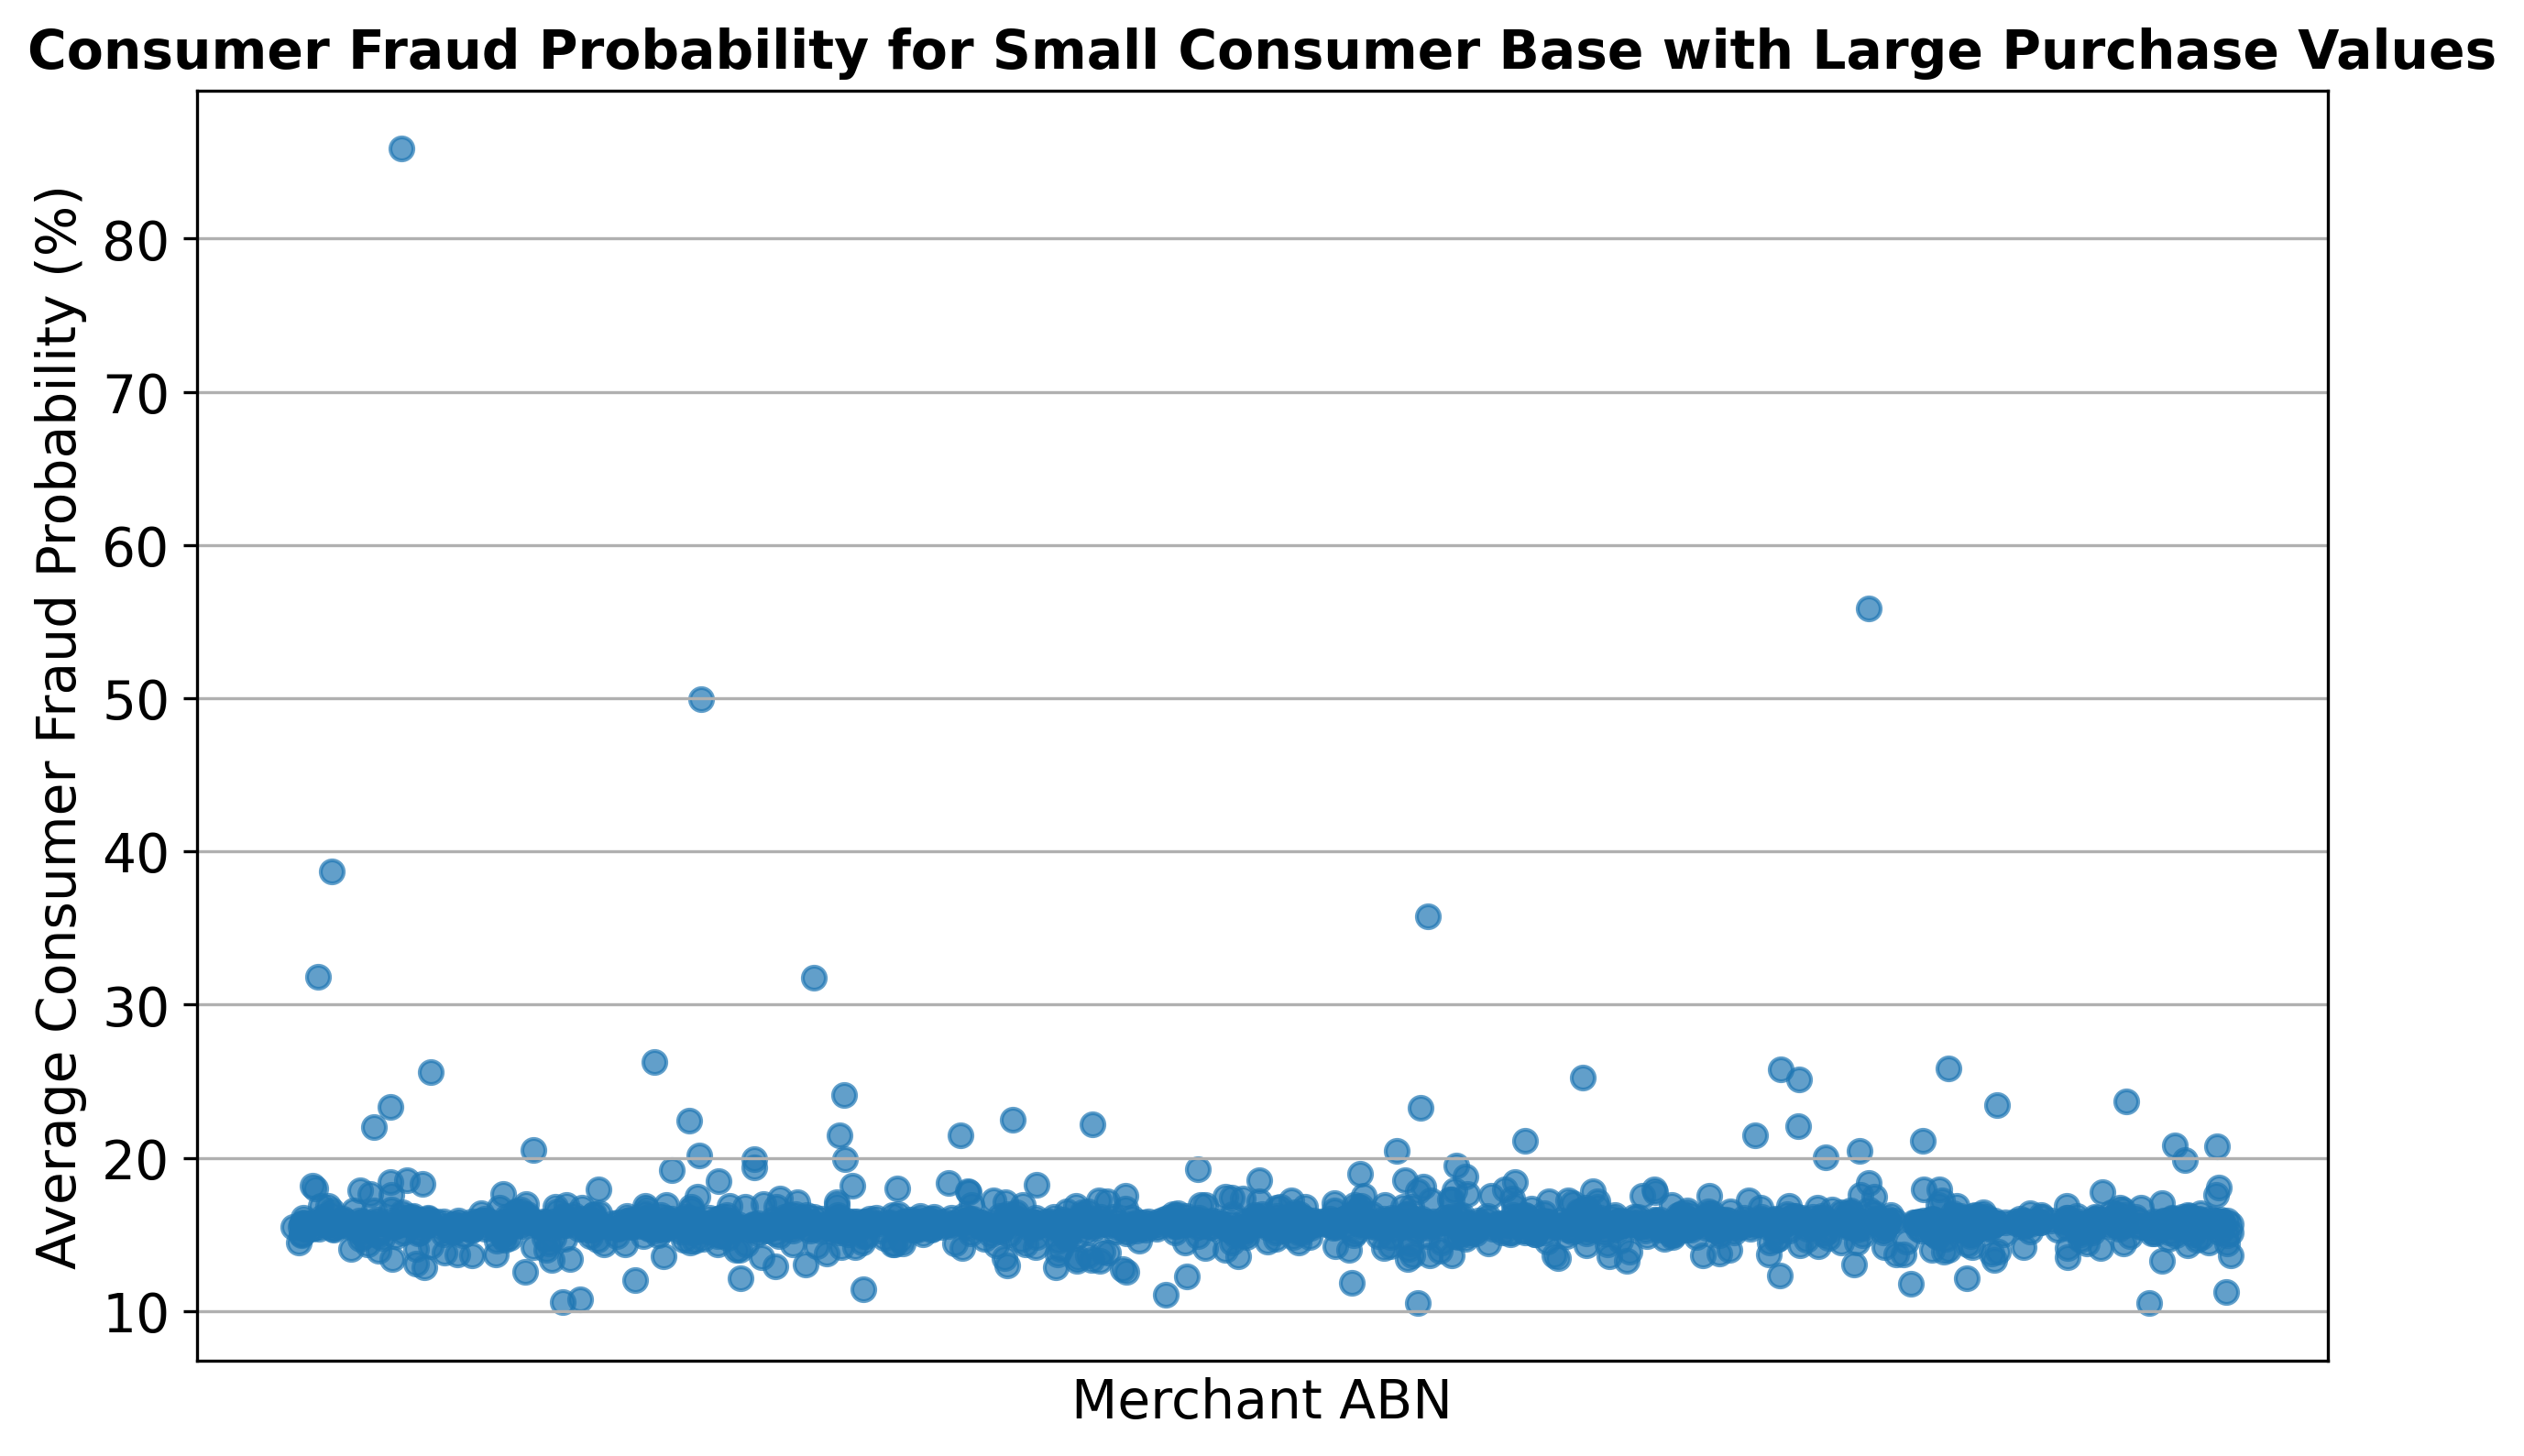 Consumer Fraud Probability for Small Consumer Base with Large Purchase Values
Average Consumer Fraud Probability (%)
80
70
60
50
40
30
20
10
Merchant ABN